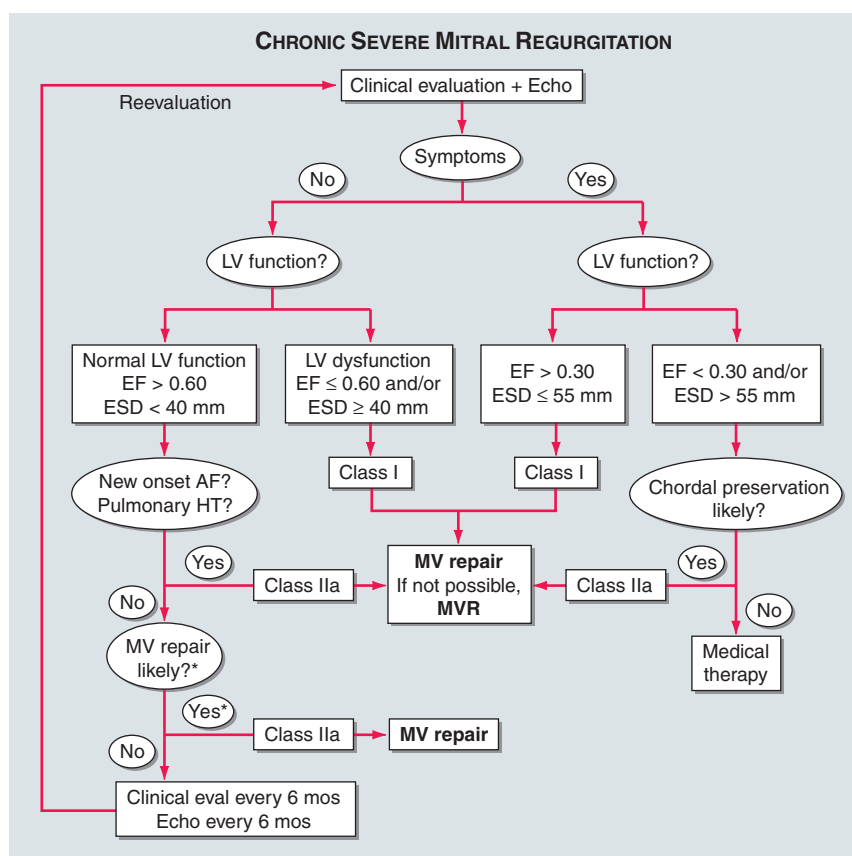 CHRONIC SEVERE MITRAL REGURGITATION
Clinical evaluation + Echo
Reevaluation
Symptoms
No
Yes
LV function?
LV function?
Normal LV function
EF > 0.60
ESD < 40 mm
LV dysfunction
EF ≤ 0.60 and/or
ESD ≥ 40 mm
EF > 0.30
ESD ≤ 55 mm
EF < 0.30 and/or
ESD > 55 mm
New onset AF?
Pulmonary HT?
Class I
Class I
Chordal preservation
likely?
Yes
Class IIa
MV repair
If not possible,
MVR
Class IIa
Yes
No
No
MV repair
likely?*
Medical
therapy
Yes*
Class IIa
MV repair
No
Clinical eval every 6 mos
Echo every 6 mos